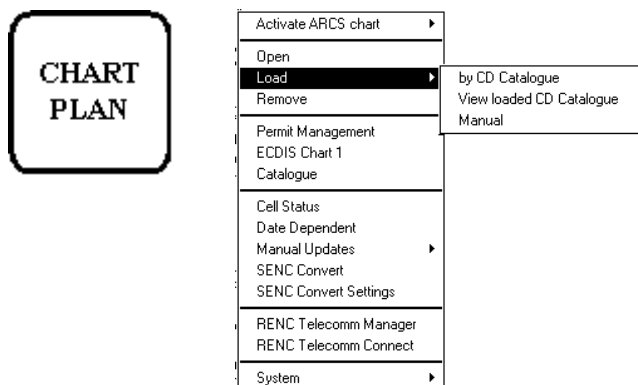 CHART
PLAN
Activate ARCS chart
Open
Load
Remove
Permit Management
ECDIS Chart 1
Catalogue
Cell Status
Date Dependent
Manual Updates
SENC Convert
SENC Convert Settings
RENC Telecomm Manager
RENC Telecomm Connect
System
by CD Catalogue
View loaded CD Catalogue
Manual